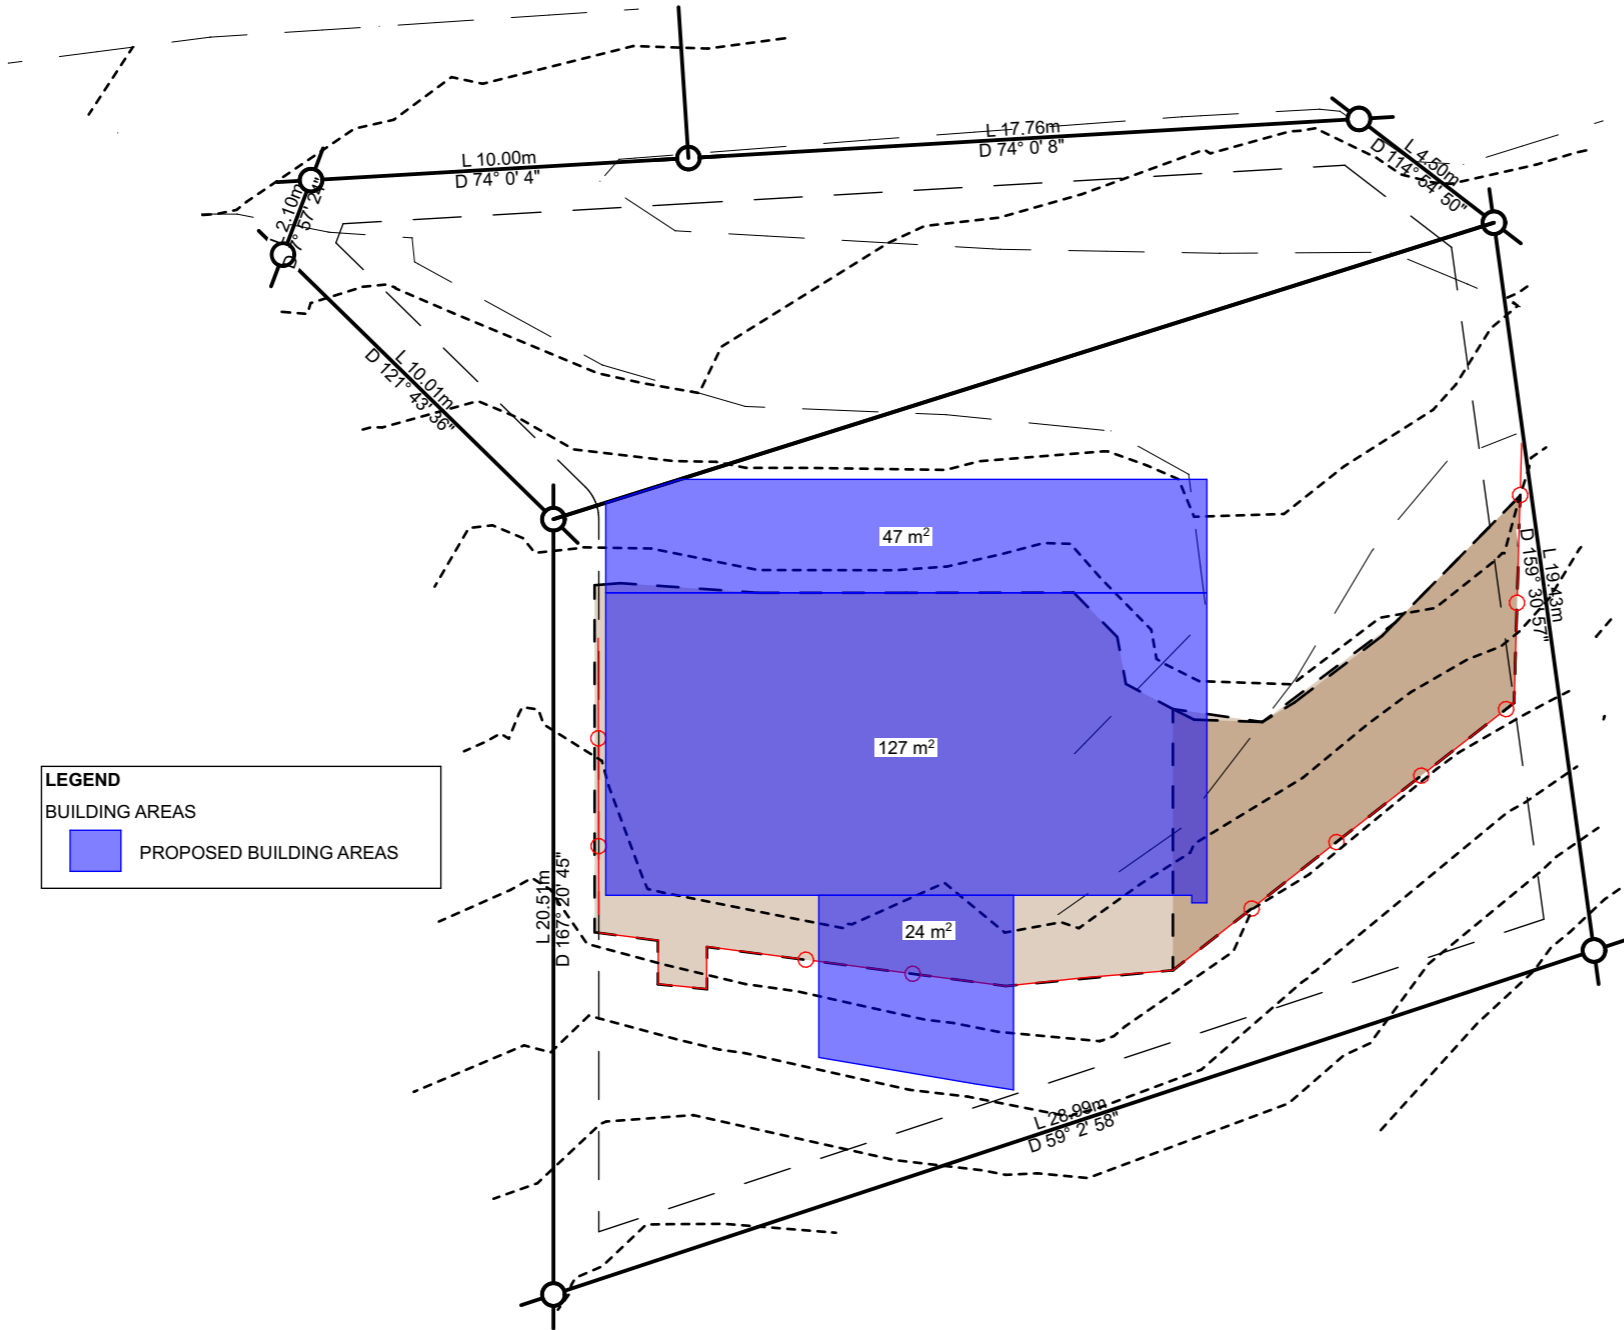 L 17.76m
D 74° 0' 8"
L 10.00m
D 74° 0' 4"
L 4.50m
D 114° 54' 50"
L 2.10m
57' 24"
L 10.01m
D 121° 43' 36"
47 m²
L 19.43m
D 159° 30' 57"
127 m²
LEGEND
BUILDING AREAS
PROPOSED BUILDING AREAS
L 20.51m
D 167° 20' 45"
24 m²
L 28.99m
D 59° 2' 58"